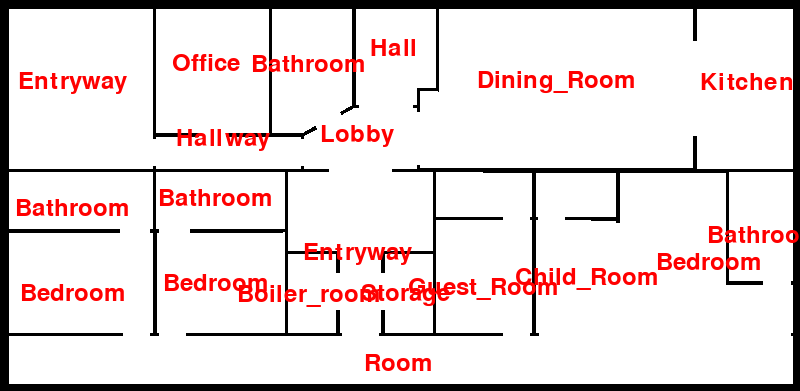 Hall
Office
Bathroom
Entryway
Dining_Room
Kitchen
Hallway
Lobby
Bathroom
Bathroom
Bathroo
Entryway
Bedroom
Child_Room
Bedroom
Bedroom
Boiler_room
Storage
Guest_Room
Room